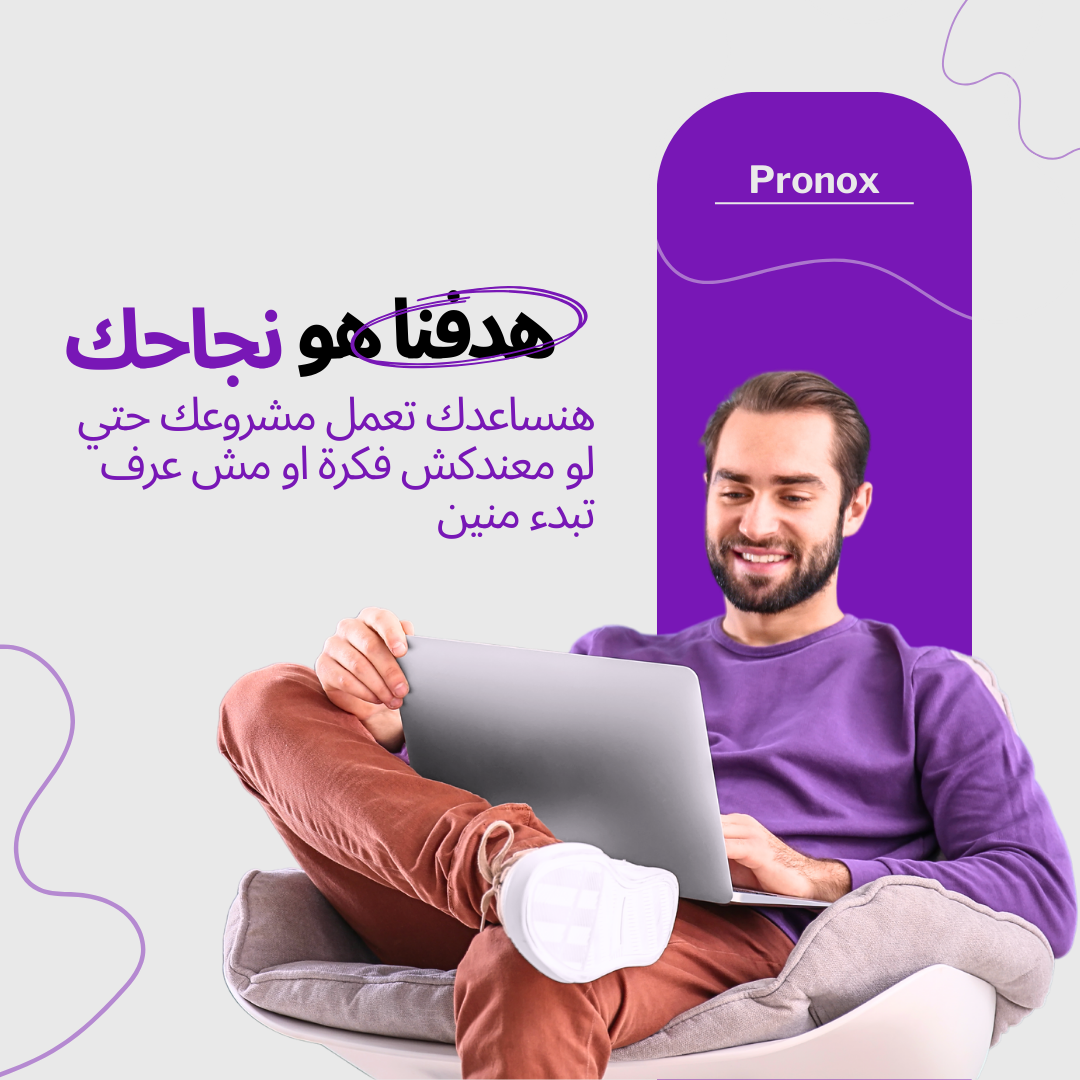 Pronox
هدفنا هو نجاحك
هنساعدك تعمل مشروعك حتي
لو معندكش فكرة او مش عرف
تبدء منين